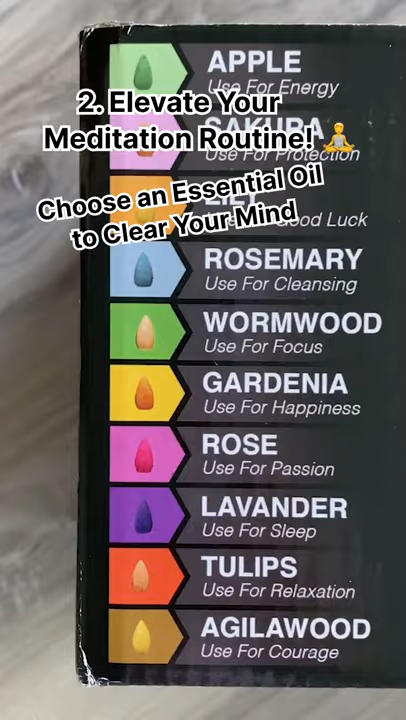 APPLE
Use For Energy
2. Elevate Your
Meditation Routine! 🧘
SAKURA
Use For Protection
Choose an Essential Oil
to Clear Your Mind
Good Luck
ROSEMARY
Use For Cleansing
WORMWOOD
Use For Focus
GARDENIA
Use For Happiness
ROSE
Use For Passion
LAVANDER
Use For Sleep
TULIPS
Use For Relaxation
AGILAWOOD
Use For Courage